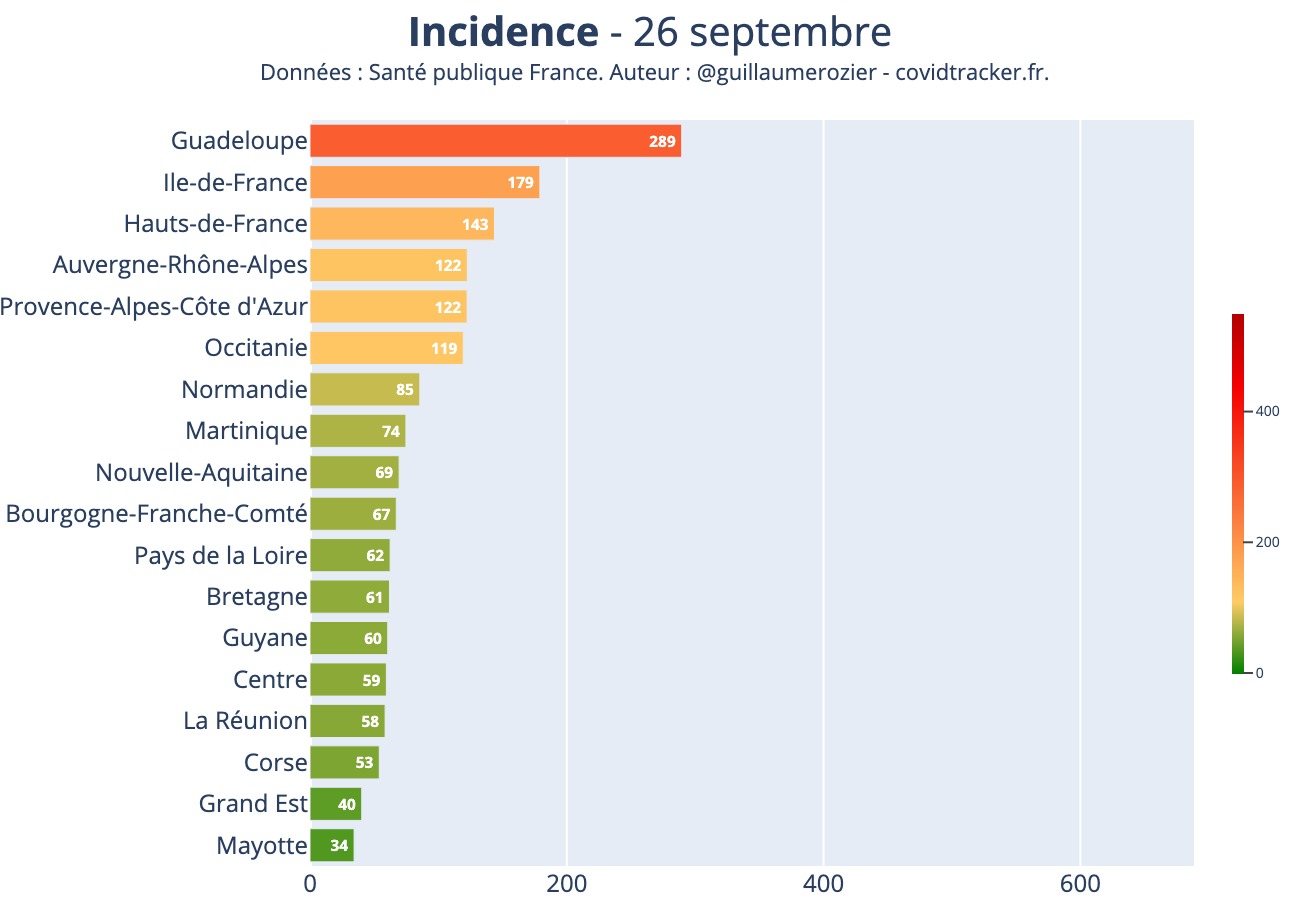 Incidence - 26 septembre
Données : Santé publique France. Auteur : @guillaumerozier - covidtracker.fr.
Guadeloupe 289
Ile-de-France 179
Hauts-de-France 143
Auvergne-Rhône-Alpes 122
Provence-Alpes-Côte d'Azur 122
Occitanie 119
Normandie 85
Martinique 74
Nouvelle-Aquitaine 69
Bourgogne-Franche-Comté 67
Pays de la Loire 62
Bretagne 61
Guyane 60
Centre 59
La Réunion 58
Corse 53
Grand Est 40
Mayotte 34
0 200 400 600
400
200
0